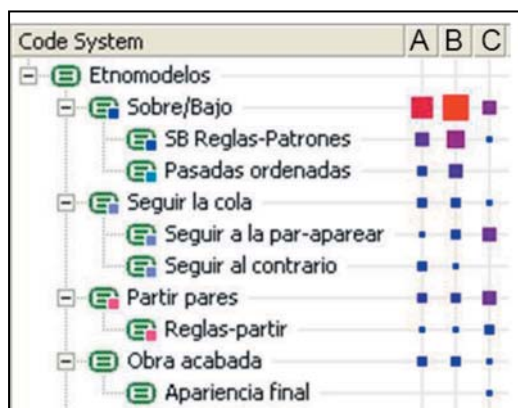 Code System A B C
Etnomodelos
Sobre/Bajo
SB Reglas-Patrones
Pasadas ordenadas
Seguir la cola
Seguir a la par-aparear
Seguir al contrario
Partir pares
Reglas-partir
Obra acabada
Apariencia final